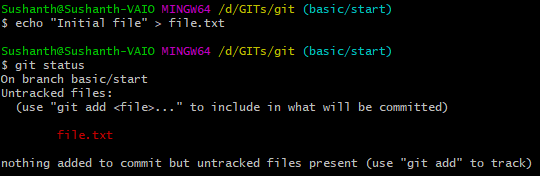 Sushanth@Sushanth-VAIO MINGW64 /d/GITs/git (basic/start)
$ echo "Initial file" > file.txt
Sushanth@Sushanth-VAIO MINGW64 /d/GITs/git (basic/start)
$ git status
On branch basic/start
Untracked files:
  (use "git add <file>..." to include in what will be committed)
        file.txt
nothing added to commit but untracked files present (use "git add" to track)